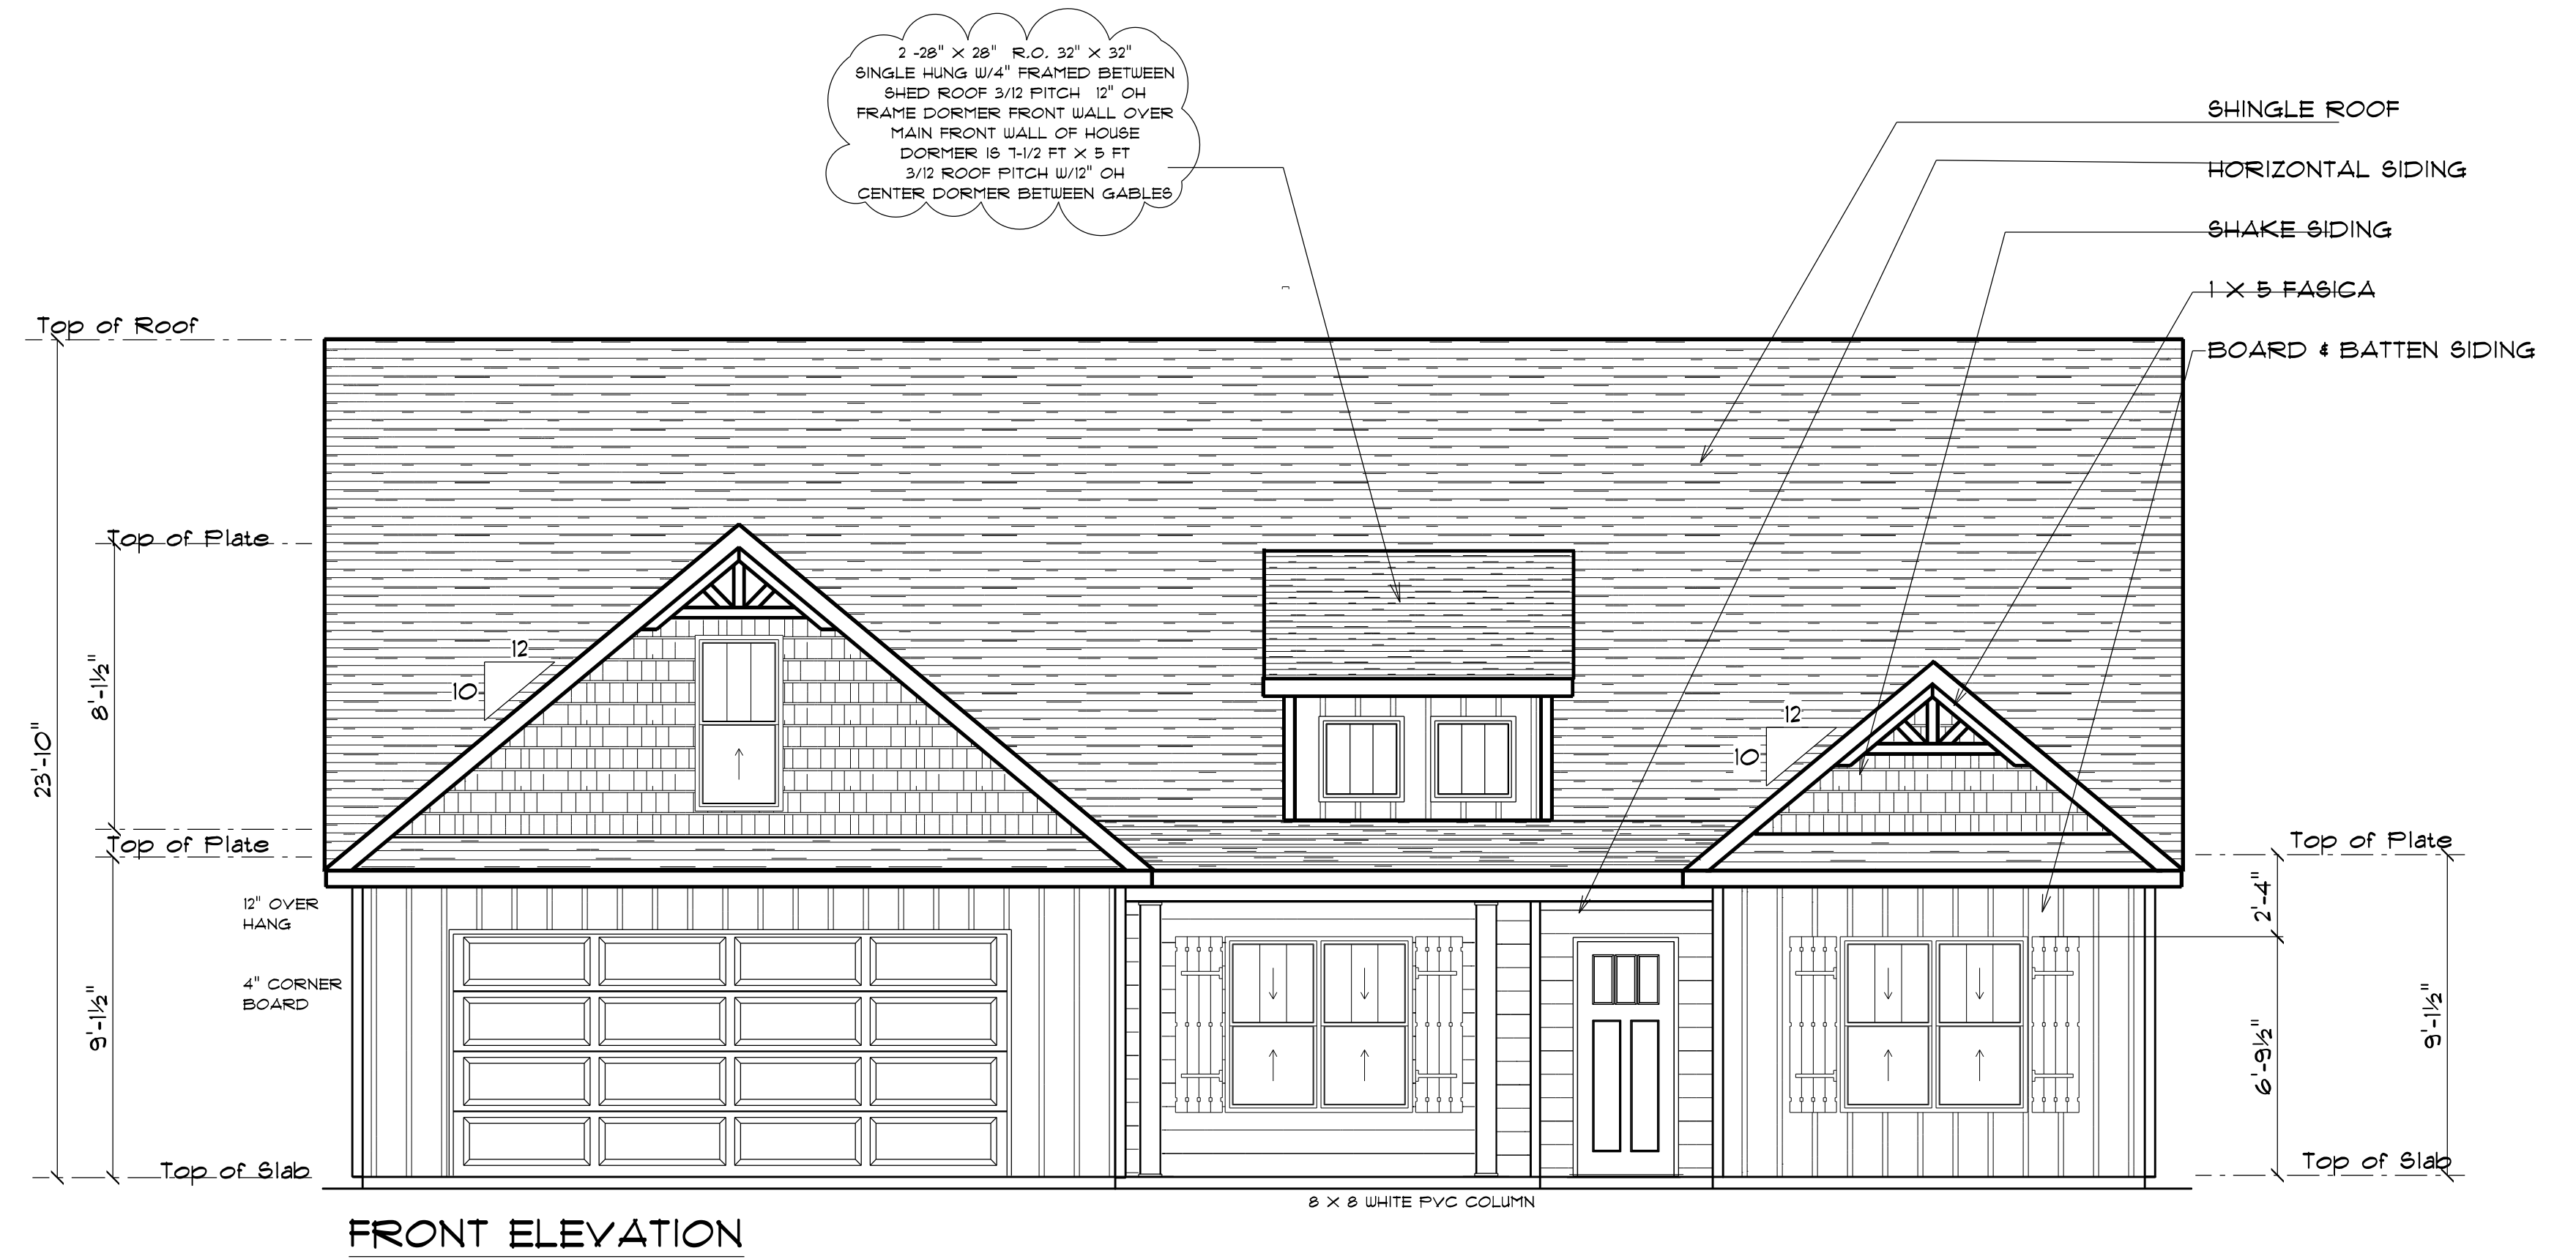 2 -28" X 28"  R.O. 32" X 32"
SINGLE HUNG W/4" FRAMED BETWEEN
SHED ROOF 3/12 PITCH  12" OH
FRAME DORMER FRONT WALL OVER
MAIN FRONT WALL OF HOUSE
DORMER IS 7-1/2 FT X 5 FT
3/12 ROOF PITCH W/12" OH
CENTER DORMER BETWEEN GABLES
SHINGLE ROOF
HORIZONTAL SIDING
SHAKE SIDING
1 X 5 FASICA
BOARD & BATTEN SIDING
Top of Roof
Top of Plate
12
10
8'-1½"
23'-10"
12
10
Top of Plate
Top of Plate
12" OVER
HANG
2'-4"
4" CORNER
BOARD
9'-1½"
6'-9½"
9'-1½"
Top of Slab
Top of Slab
8 X 8 WHITE PVC COLUMN
FRONT ELEVATION